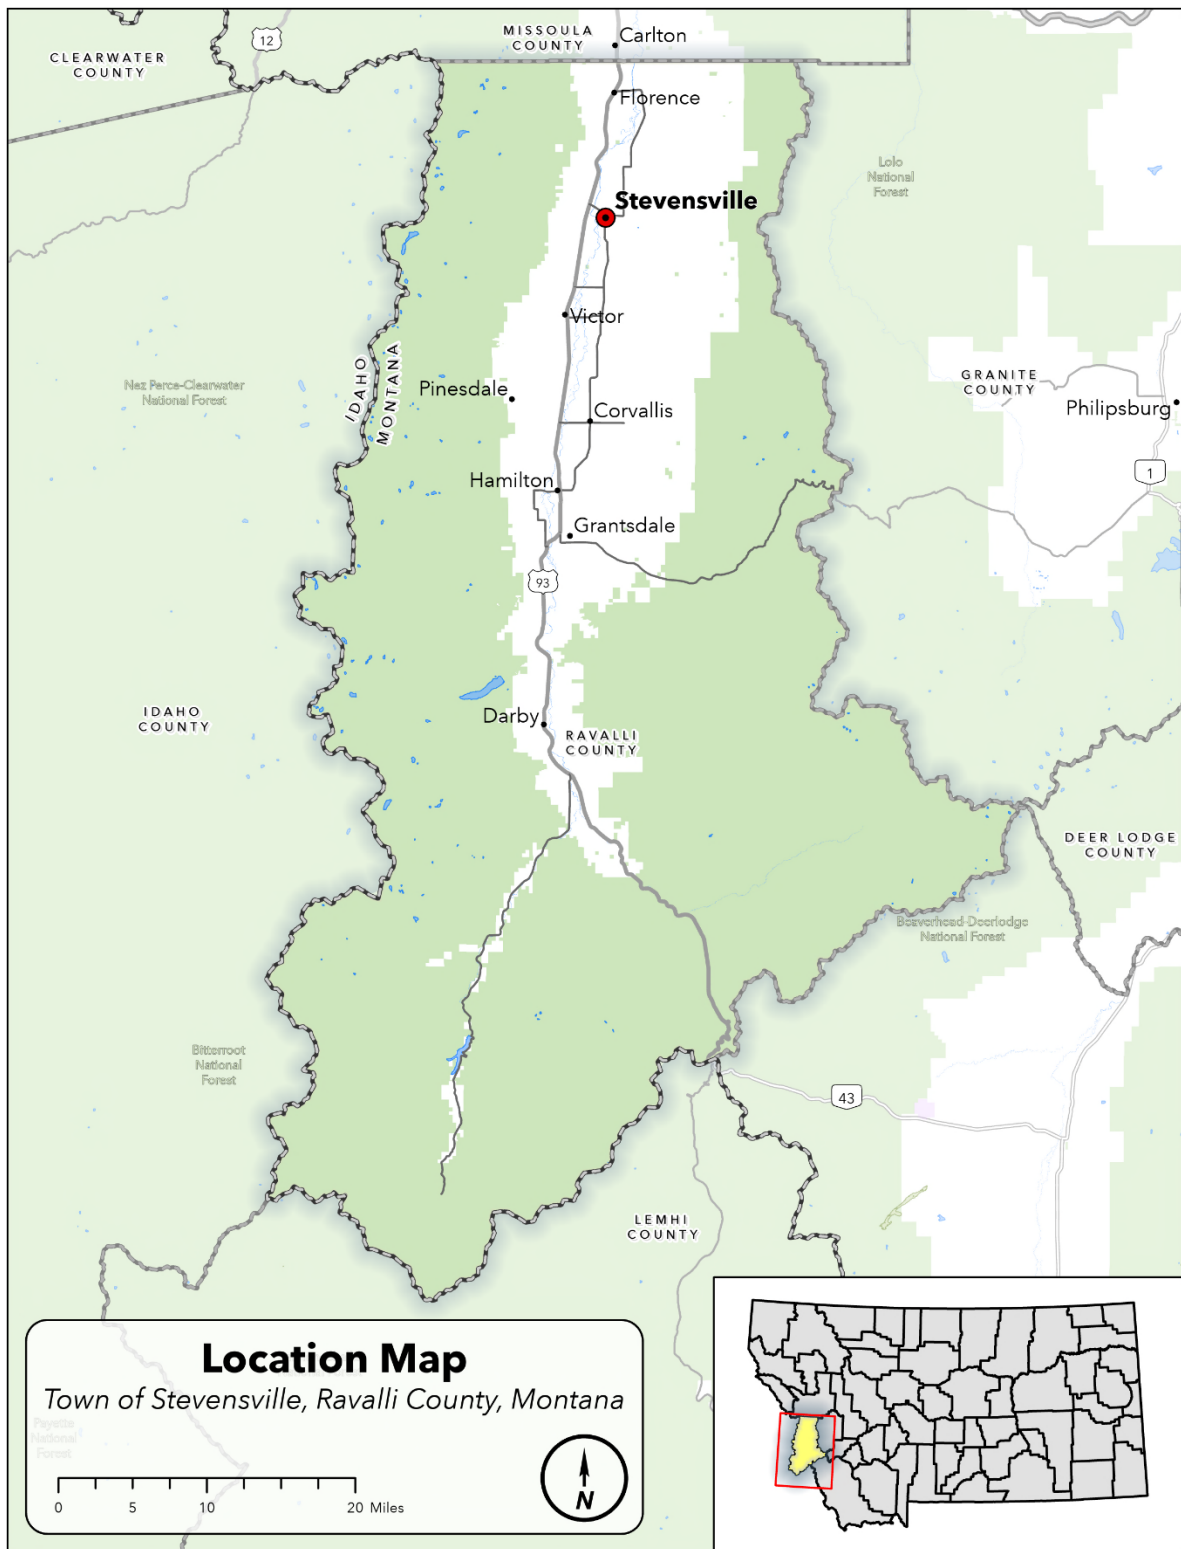 MISSOULA
COUNTY
Carlton
12
CLEARWATER
COUNTY
Florence
Lolo
National
Forest
Stevensville
Victor
IDAHO
MONTANA
Nez Perce-Clearwater
National Forest
Pinesdale
Corvallis
GRANITE
COUNTY
Philipsburg
1
Hamilton
Grantsdale
93
IDAHO
COUNTY
Darby
RAVALLI
COUNTY
DEER LODGE
COUNTY
Beaverhead-Deerlodge
National Forest
Bitterroot
National
Forest
43
LEMHI
COUNTY
Location Map
Town of Stevensville, Ravalli County, Montana
Payette
National
Forest
0 5 10 20 Miles
N